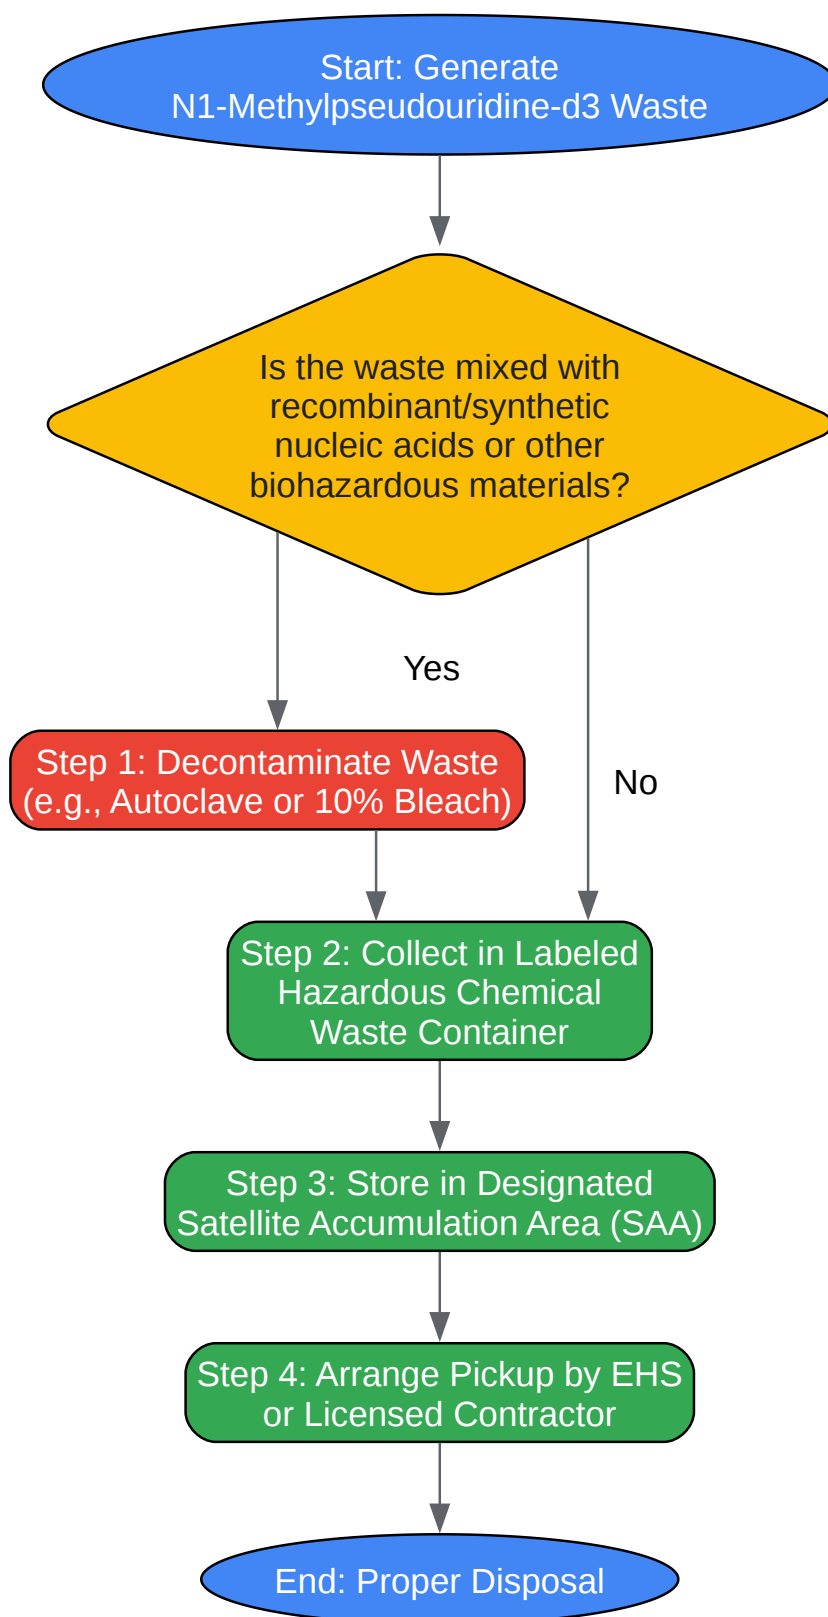 Start: Generate
N1-Methylpseudouridine-d3 Waste
Is the waste mixed with
recombinant/synthetic
nucleic acids or other
biohazardous materials?
Yes
Step 1: Decontaminate Waste
(e.g., Autoclave or 10% Bleach)
No
Step 2: Collect in Labeled
Hazardous Chemical
Waste Container
Step 3: Store in Designated
Satellite Accumulation Area (SAA)
Step 4: Arrange Pickup by EHS
or Licensed Contractor
End: Proper Disposal